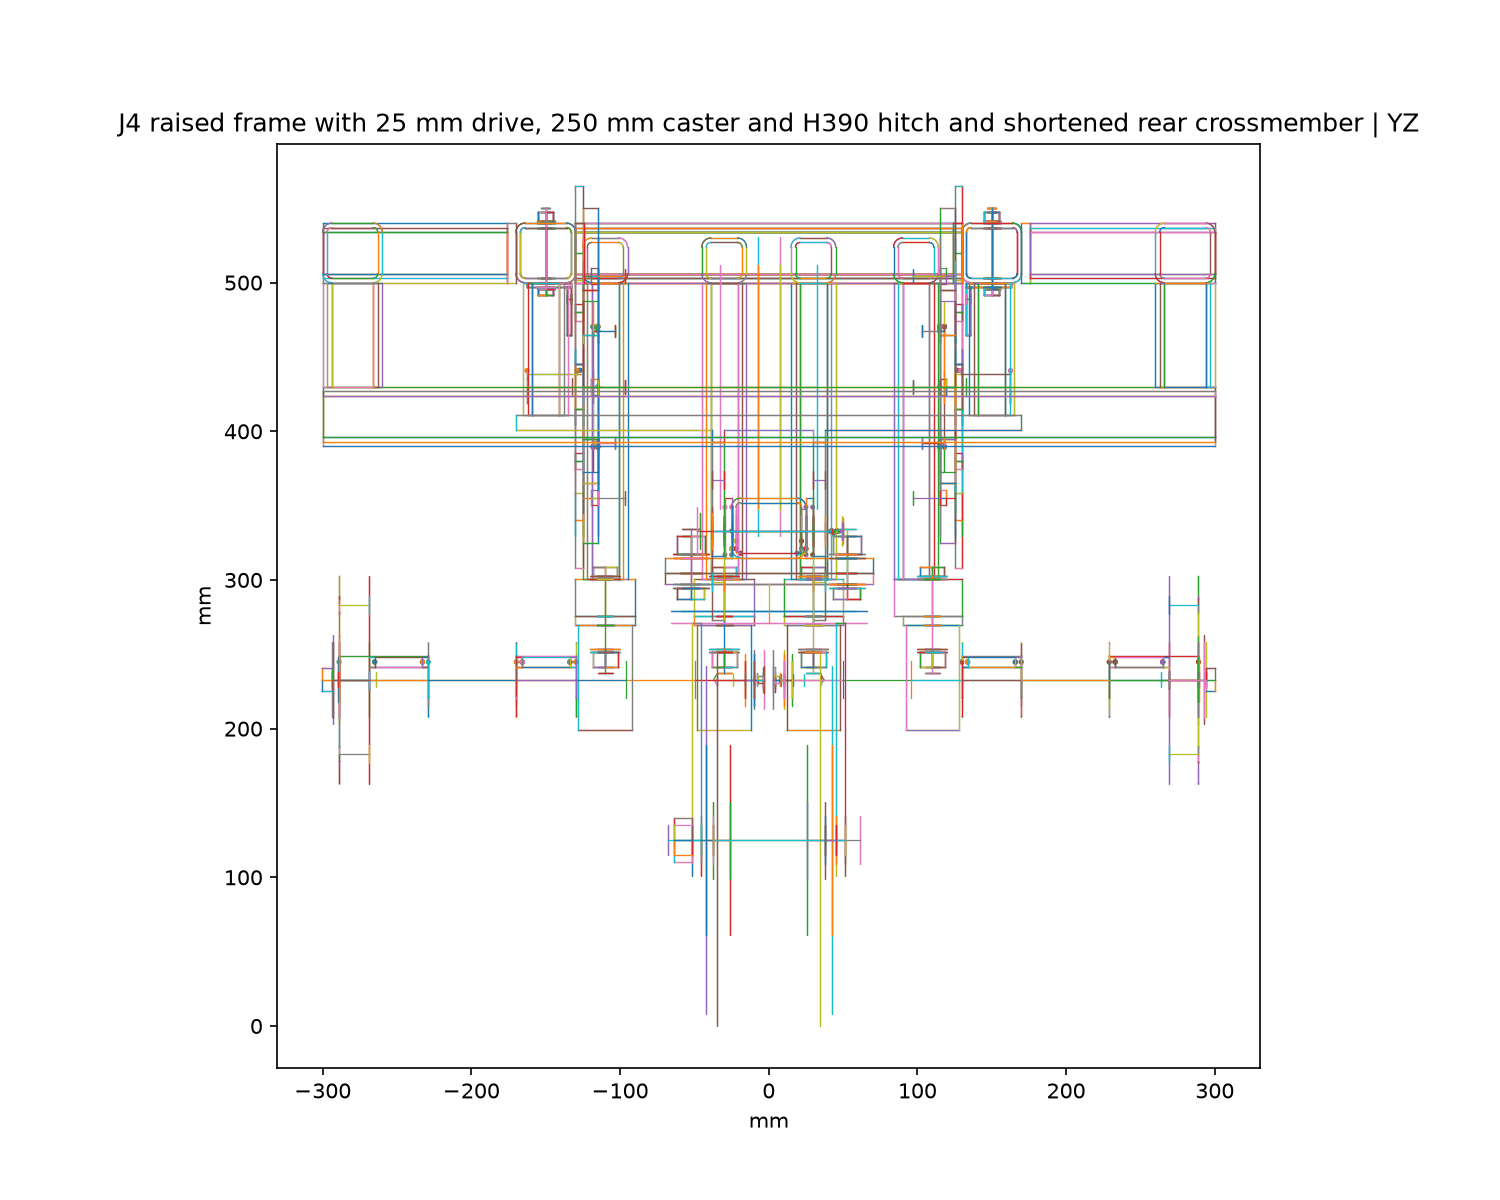 J4 raised frame with 25 mm drive, 250 mm caster and H390 hitch and shortened rear crossmember | YZ
500
400
300
200
100
0
mm
−300 −200 −100 0 100 200 300
mm